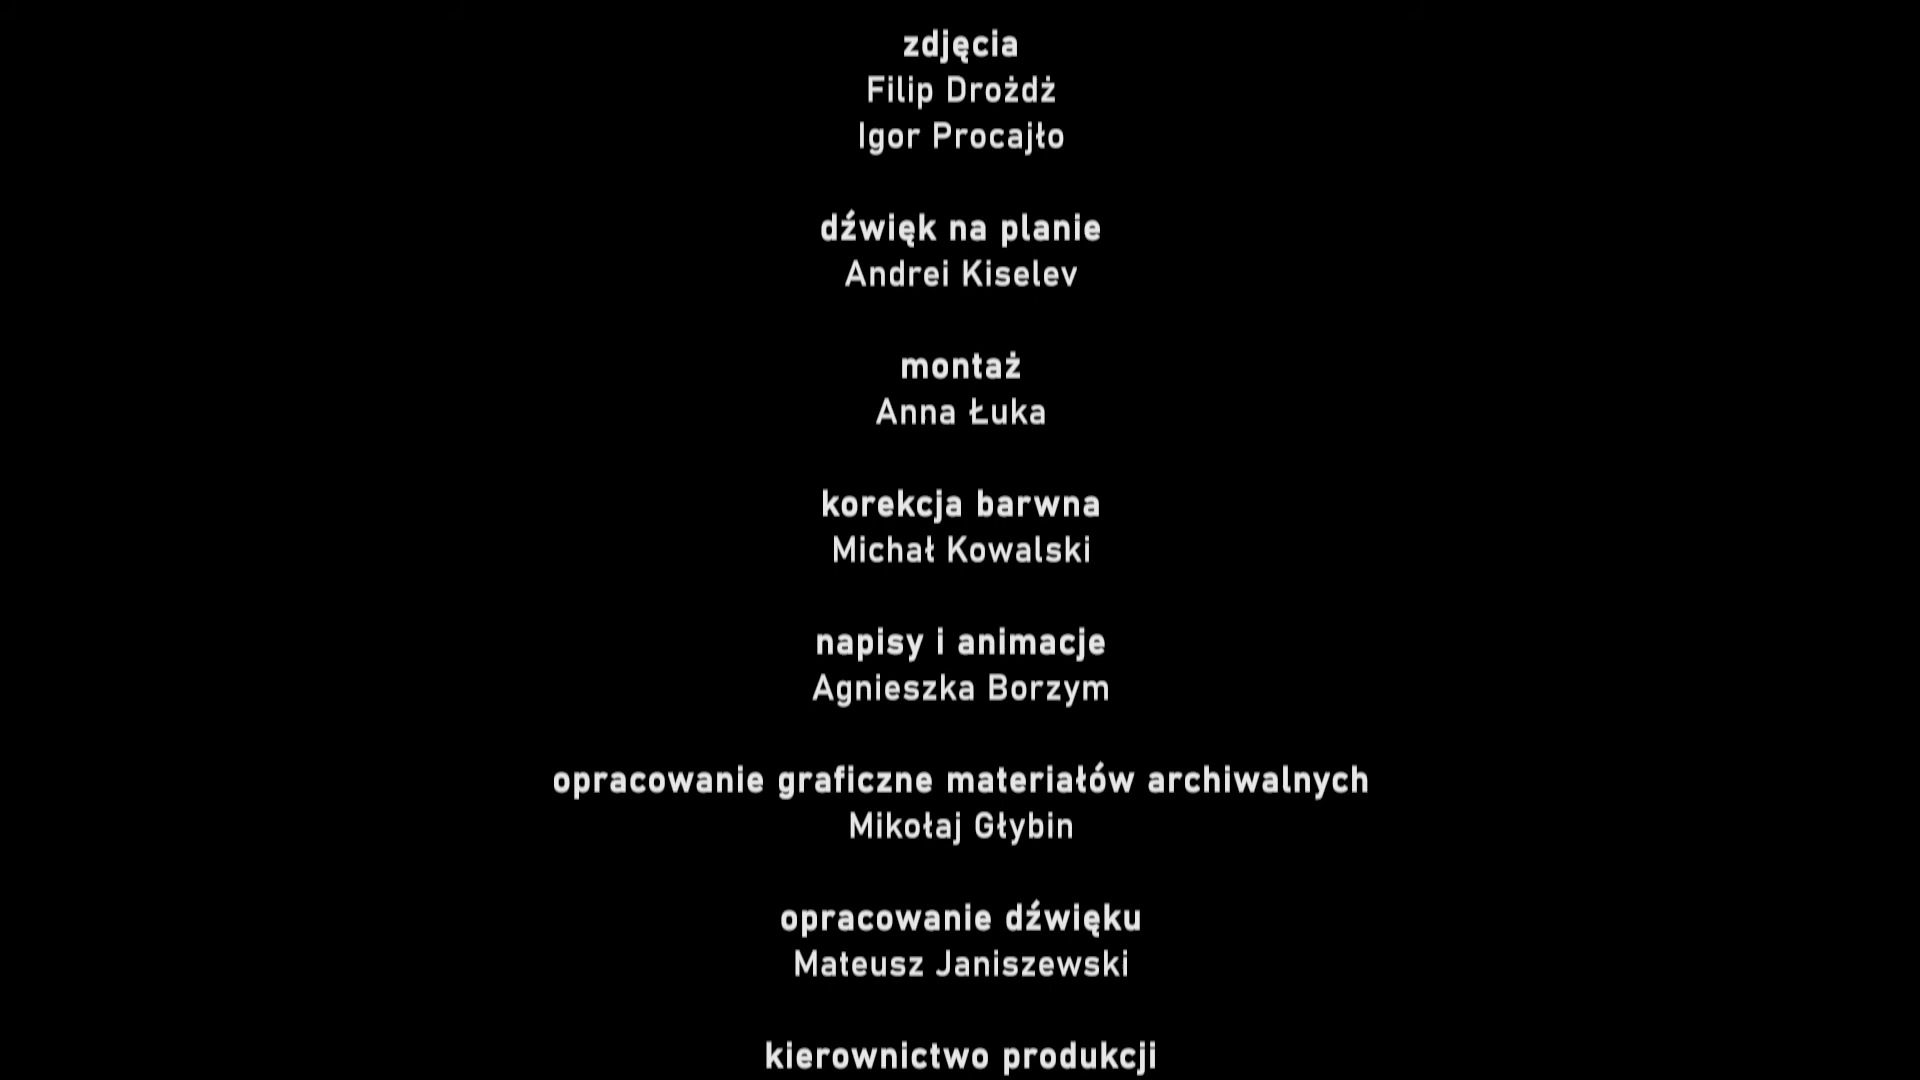 zdjęcia
Filip Drożdż
Igor Procajło
dźwięk na planie
Andrei Kiselev
montaż
Anna Łuka
korekcja barwna
Michał Kowalski
napisy i animacje
Agnieszka Borzym
opracowanie graficzne materiałów archiwalnych
Mikołaj Głybin
opracowanie dźwięku
Mateusz Janiszewski
kierownictwo produkcji